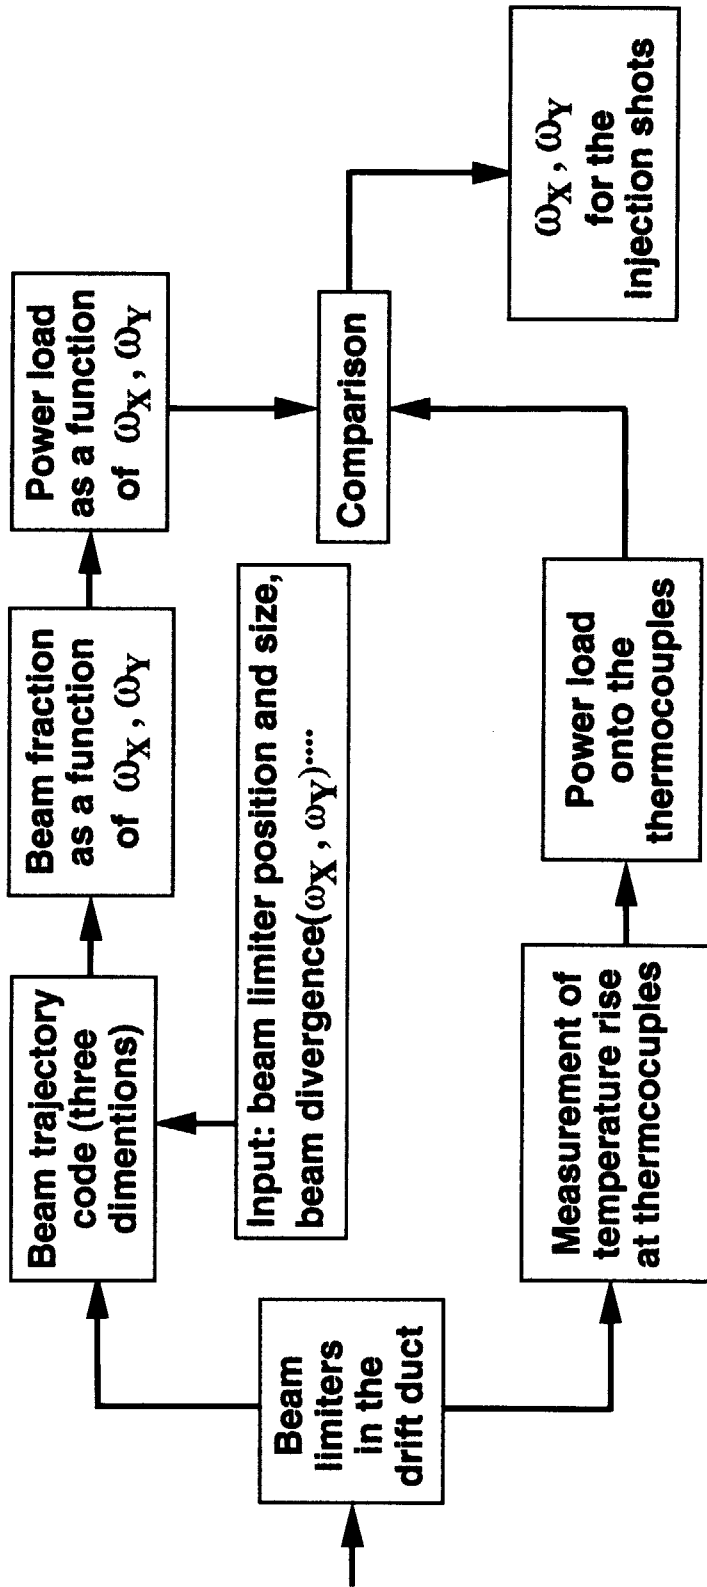 Beam
limiters
in the
drift duct
Beam trajectory
code (three
dimentions)
Beam fraction
as a function
of ωX , ωY
Power load
as a function
of ωX , ωY
Input: beam limiter position and size,
beam divergence(ωX , ωY)····
Comparison
Measurement of
temperature rise
at thermcocuples
Power load
onto the
thermocouples
ωX , ωY
for the
injection shots